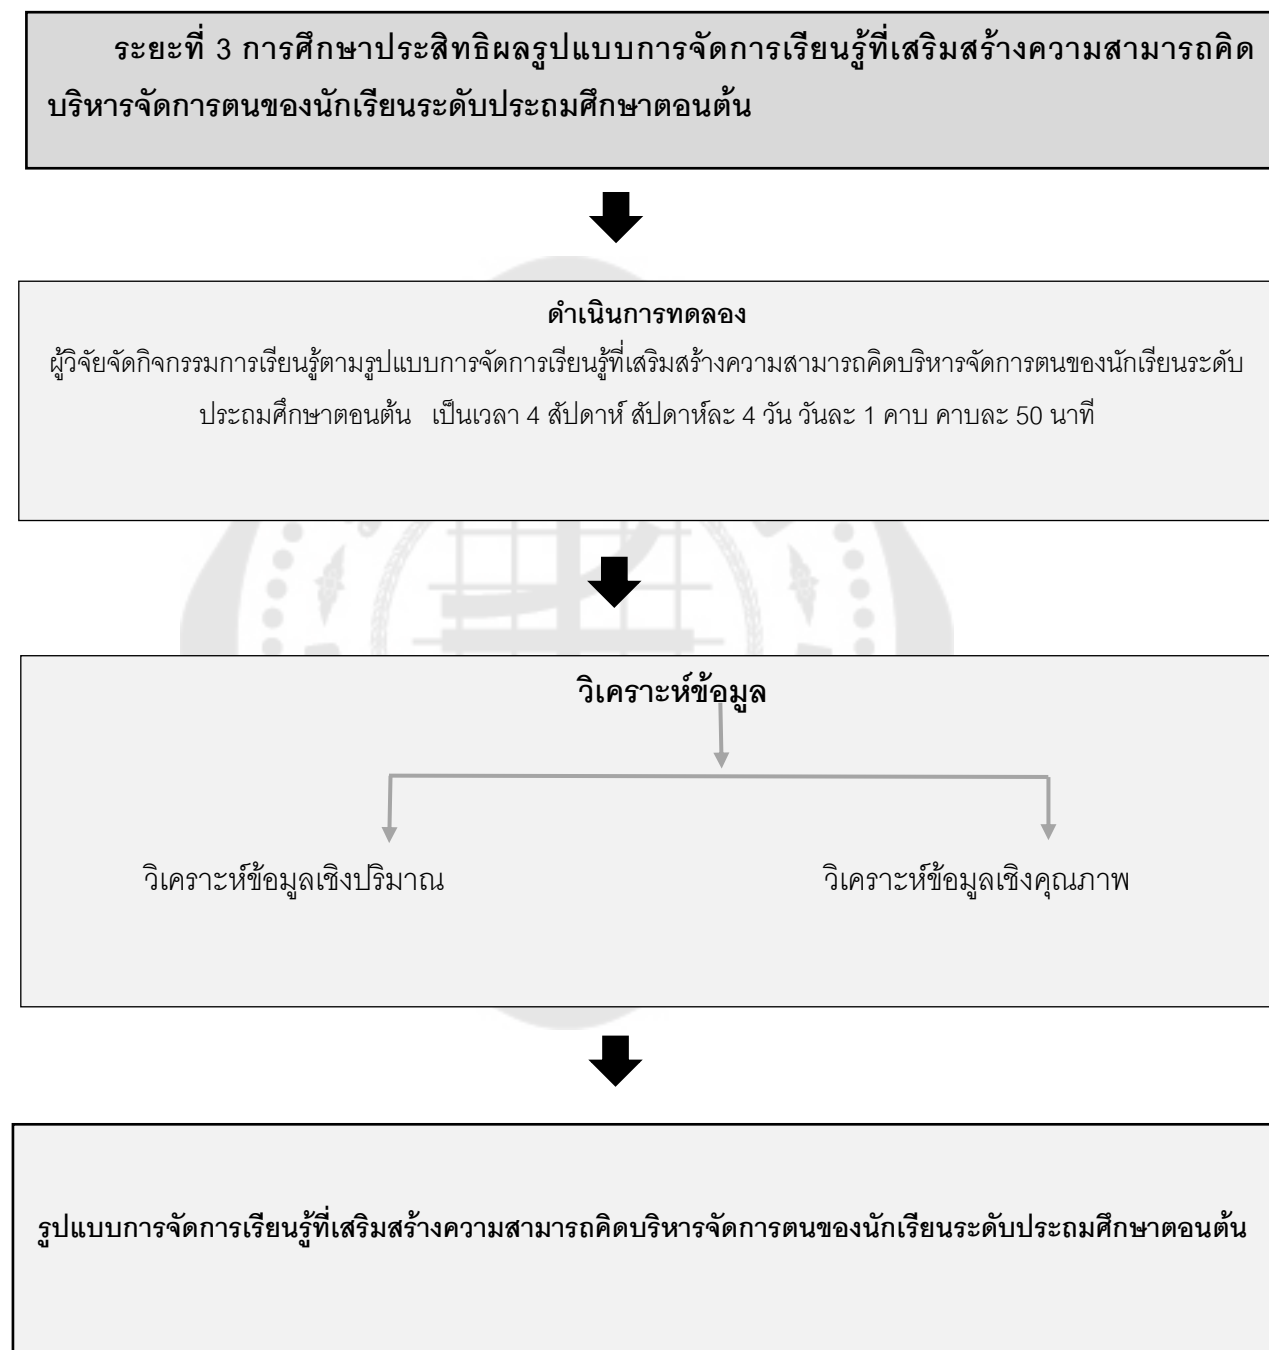 ระยะที่ 3 การศึกษาประสิทธิผลรูปแบบการจัดการเรียนรู้ที่เสริมสร้างความสามารถคิด
บริหารจัดการตนของนักเรียนระดับประถมศึกษาตอนต้น
ดำเนินการทดลอง
ผู้วิจัยจัดกิจกรรมการเรียนรู้ตามรูปแบบการจัดการเรียนรู้ที่เสริมสร้างความสามารถคิดบริหารจัดการตนของนักเรียนระดับ
ประถมศึกษาตอนต้น เป็นเวลา 4 สัปดาห์ สัปดาห์ละ 4 วัน วันละ 1 คาบ คาบละ 50 นาที
วิเคราะห์ข้อมูล
วิเคราะห์ข้อมูลเชิงปริมาณ
วิเคราะห์ข้อมูลเชิงคุณภาพ
รูปแบบการจัดการเรียนรู้ที่เสริมสร้างความสามารถคิดบริหารจัดการตนของนักเรียนระดับประถมศึกษาตอนต้น